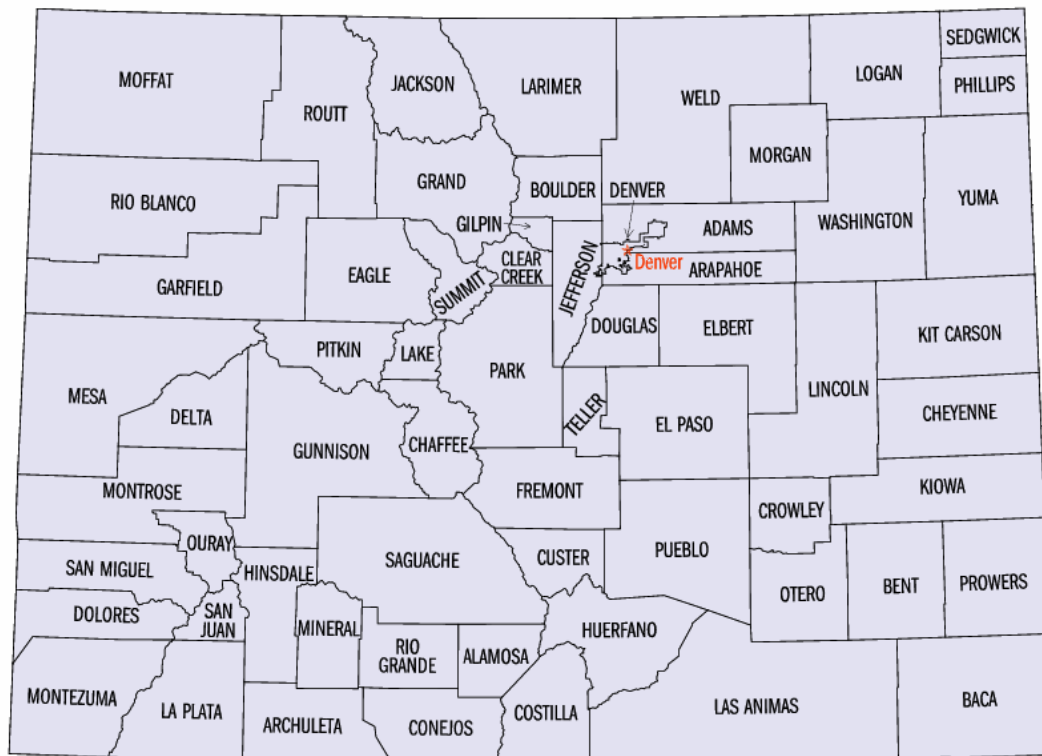 SEDGWICK
MOFFAT
JACKSON
LARIMER
LOGAN
PHILLIPS
WELD
ROUTT
MORGAN
GRAND
BOULDER
DENVER
YUMA
RIO BLANCO
GILPIN
ADAMS
WASHINGTON
CLEAR
CREEK
Denver
ARAPAHOE
EAGLE
SUMMIT
JEFFERSON
GARFIELD
DOUGLAS
ELBERT
KIT CARSON
PITKIN
LAKE
PARK
LINCOLN
MESA
DELTA
TELLER
EL PASO
CHEYENNE
GUNNISON
CHAFFEE
MONTROSE
FREMONT
KIOWA
CROWLEY
OURAY
SAGUACHE
CUSTER
PUEBLO
SAN MIGUEL
HINSDALE
OTERO
BENT
PROWERS
DOLORES
SAN
JUAN
MINERAL
RIO
GRANDE
ALAMOSA
HUERFANO
MONTEZUMA
LA PLATA
ARCHULETA
CONEJOS
COSTILLA
LAS ANIMAS
BACA